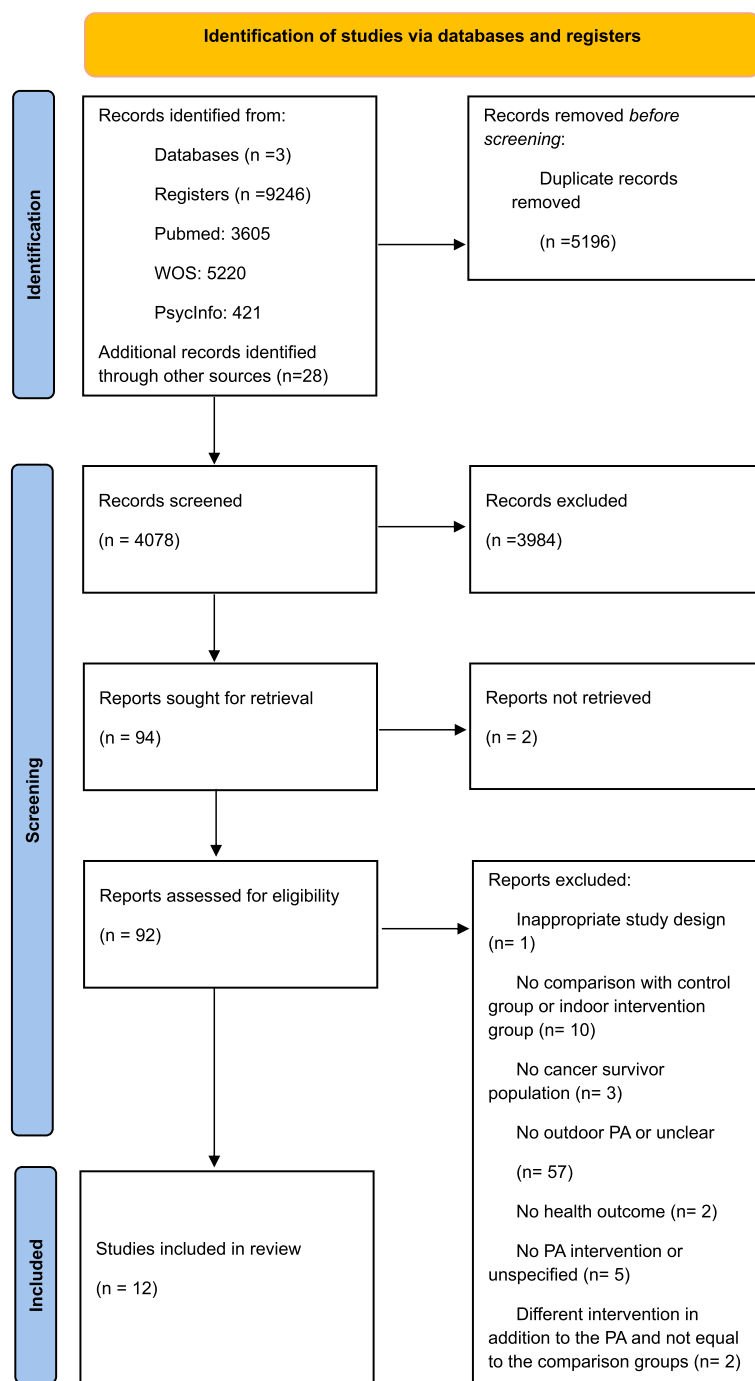 Identification of studies via databases and registers
Identification
Records identified from:
Databases (n =3)
Registers (n =9246)
Pubmed: 3605
WOS: 5220
PsycInfo: 421
Additional records identified
through other sources (n=28)
Records removed before
screening:
Duplicate records
removed
(n =5196)
Screening
Records screened
(n = 4078)
Records excluded
(n =3984)
Reports sought for retrieval
(n = 94)
Reports not retrieved
(n = 2)
Reports assessed for eligibility
(n = 92)
Reports excluded:
Inappropriate study design
(n= 1)
No comparison with control
group or indoor intervention
group (n= 10)
No cancer survivor
population (n= 3)
No outdoor PA or unclear
(n= 57)
No health outcome (n= 2)
No PA intervention or
unspecified (n= 5)
Different intervention in
addition to the PA and not equal
to the comparison groups (n= 2)
Included
Studies included in review
(n = 12)